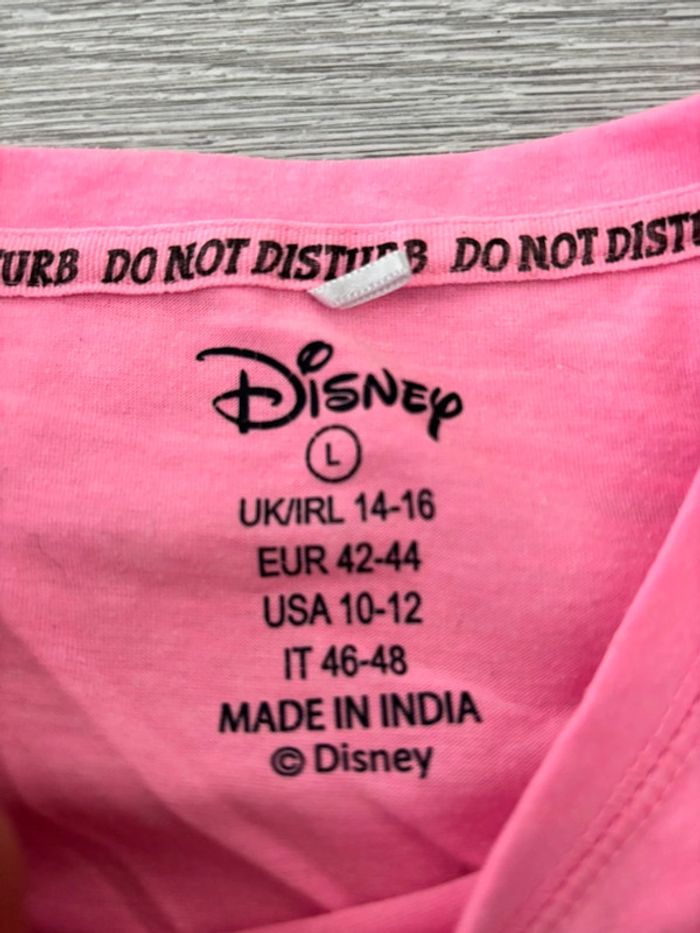 URB DO NOT DISTURB DO NOT DISTU
Disney
L
UK/IRL 14-16
EUR 42-44
USA 10-12
IT 46-48
MADE IN INDIA
© Disney